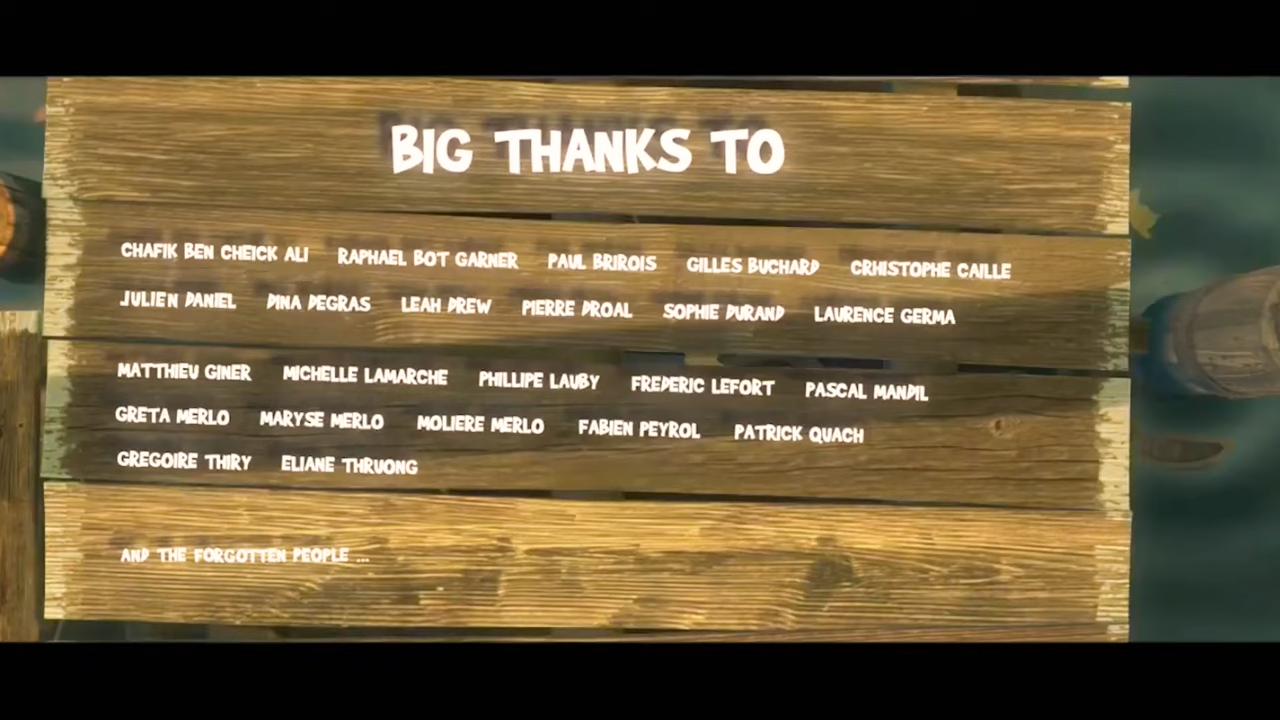 BIG THANKS TO
CHAFIK BEN CHEICK ALI RAPHAEL BOT GARNER PAUL BRIROIS GILLES BUCHARD CRHISTOPHE CAILLE
JULIEN DANIEL DINA DEGRAS LEAH DREW PIERRE DROAL SOPHIE DURAND LAURENCE GERMA
MATTHIEU GINER MICHELLE LAMARCHE PHILLIPE LAUBY FREDERIC LEFORT PASCAL MANDIL
GRETA MERLO MARYSE MERLO MOLIERE MERLO FABIEN PEYROL PATRICK QUACH
GREGOIRE THIRY ELIANE THRUONG
AND THE FORGOTTEN PEOPLE ...